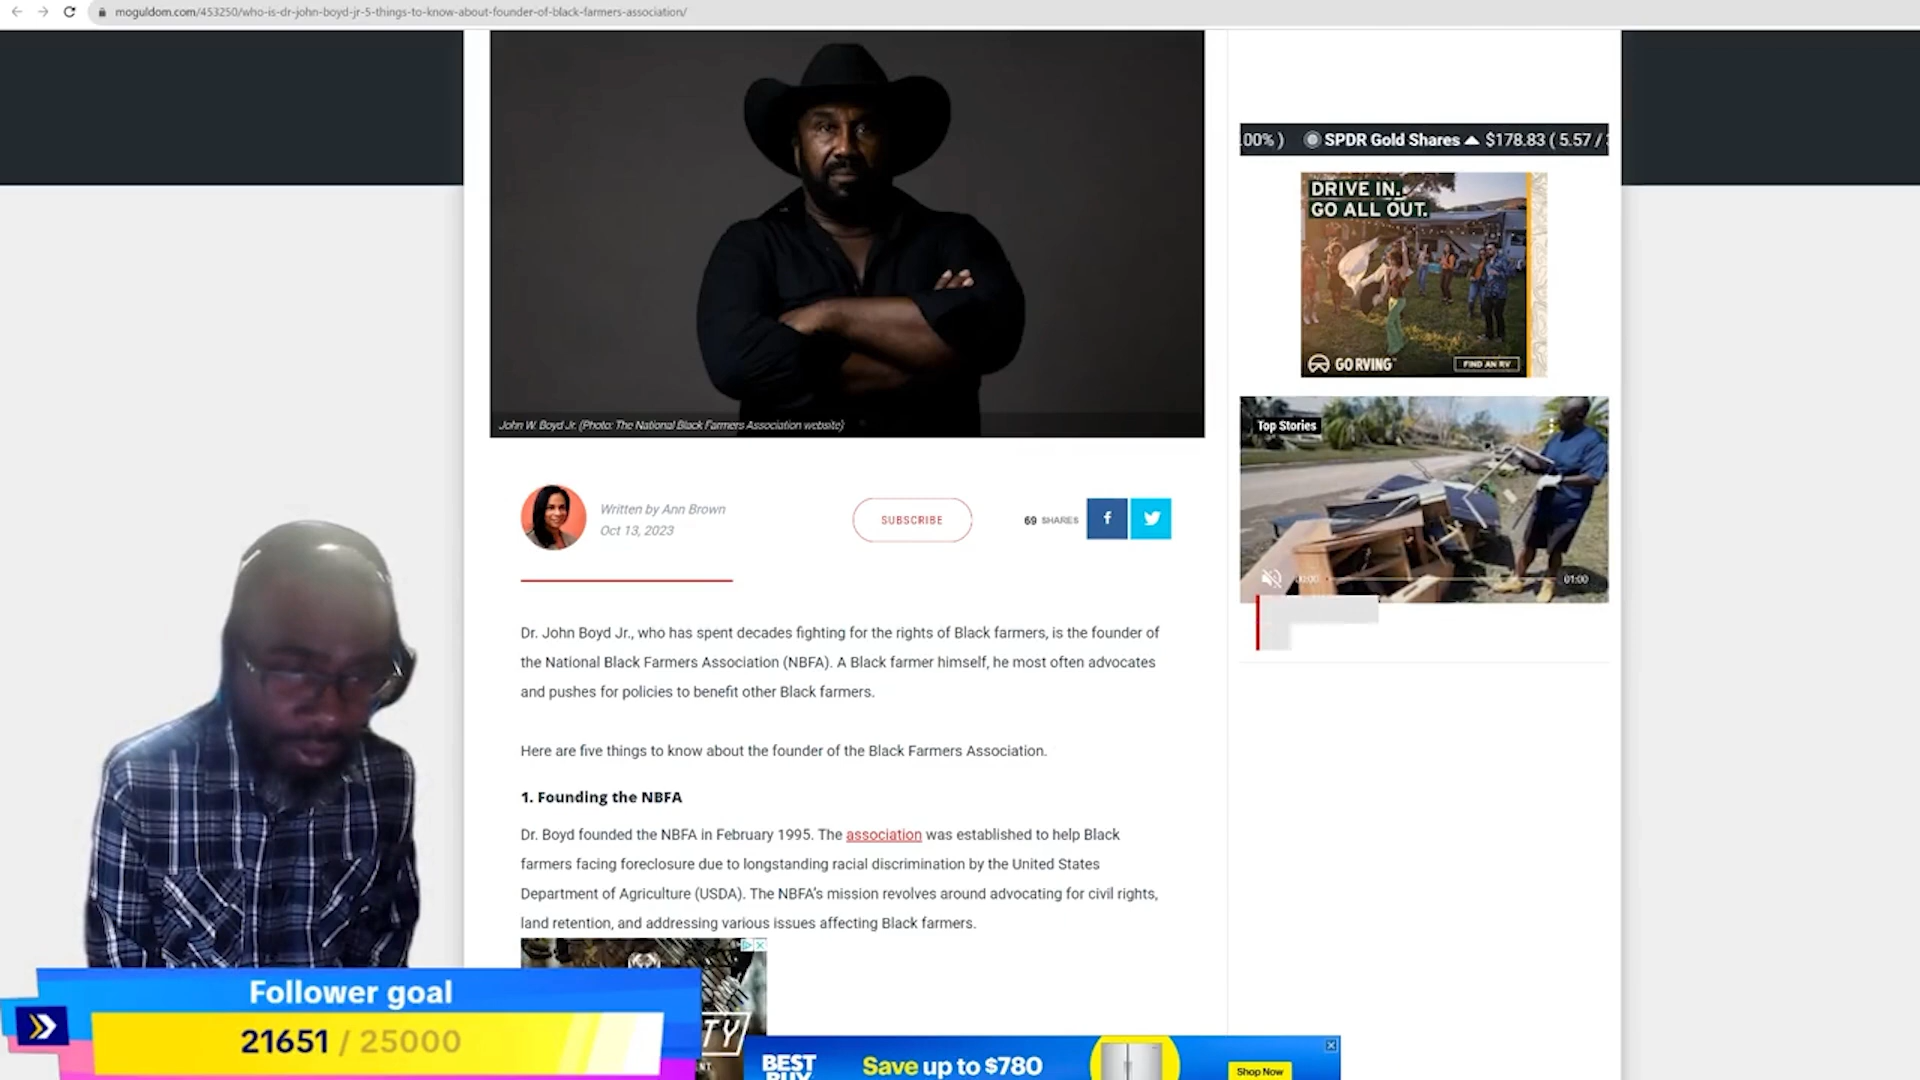 moguldom.com/453250/who-is-dr-john-boyd-jr-5-things-to-know-about-founder-of-black-farmers-association/
.00% ) SPDR Gold Shares $178.83 ( 5.57 /
DRIVE IN.
GO ALL OUT.
GO RVING
FIND AN RV
John W. Boyd Jr. (Photo: The National Black Farmers Association website)
Top Stories
00:00
01:00
Written by Ann Brown
Oct 13, 2023
SUBSCRIBE
69 SHARES
Dr. John Boyd Jr., who has spent decades fighting for the rights of Black farmers, is the founder of
the National Black Farmers Association (NBFA). A Black farmer himself, he most often advocates
and pushes for policies to benefit other Black farmers.
Here are five things to know about the founder of the Black Farmers Association.
1. Founding the NBFA
Dr. Boyd founded the NBFA in February 1995. The association was established to help Black
farmers facing foreclosure due to longstanding racial discrimination by the United States
Department of Agriculture (USDA). The NBFA's mission revolves around advocating for civil rights,
land retention, and addressing various issues affecting Black farmers.
Follower goal
21651 / 25000
BEST
BUY
Save up to $780
Shop Now